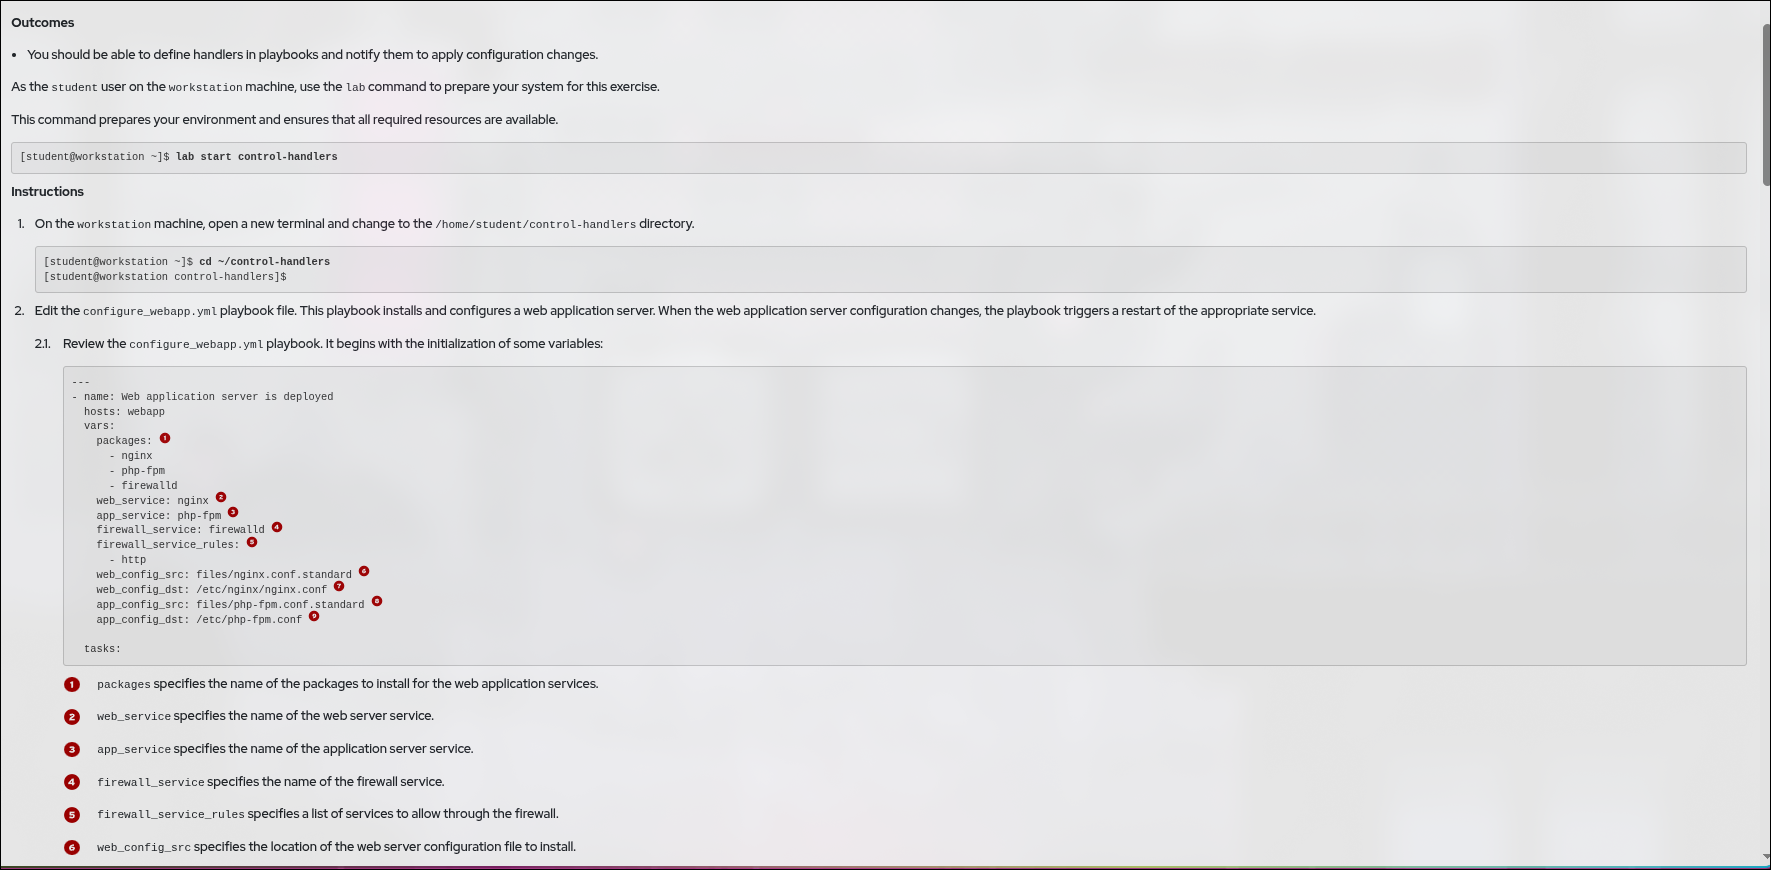 Outcomes
• You should be able to define handlers in playbooks and notify them to apply configuration changes.
As the student user on the workstation machine, use the lab command to prepare your system for this exercise.
This command prepares your environment and ensures that all required resources are available.
[student@workstation ~]$ lab start control-handlers
Instructions
1. On the workstation machine, open a new terminal and change to the /home/student/control-handlers directory.
[student@workstation ~]$ cd ~/control-handlers
[student@workstation control-handlers]$
2. Edit the configure_webapp.yml playbook file. This playbook installs and configures a web application server. When the web application server configuration changes, the playbook triggers a restart of the appropriate service.
2.1. Review the configure_webapp.yml playbook. It begins with the initialization of some variables:
---
- name: Web application server is deployed
  hosts: webapp
  vars:
    packages: 1
      - nginx
      - php-fpm
      - firewalld
    web_service: nginx 2
    app_service: php-fpm 3
    firewall_service: firewalld 4
    firewall_service_rules: 5
      - http
    web_config_src: files/nginx.conf.standard 6
    web_config_dst: /etc/nginx/nginx.conf 7
    app_config_src: files/php-fpm.conf.standard 8
    app_config_dst: /etc/php-fpm.conf 9
  tasks:
1 packages specifies the name of the packages to install for the web application services.
2 web_service specifies the name of the web server service.
3 app_service specifies the name of the application server service.
4 firewall_service specifies the name of the firewall service.
5 firewall_service_rules specifies a list of services to allow through the firewall.
6 web_config_src specifies the location of the web server configuration file to install.